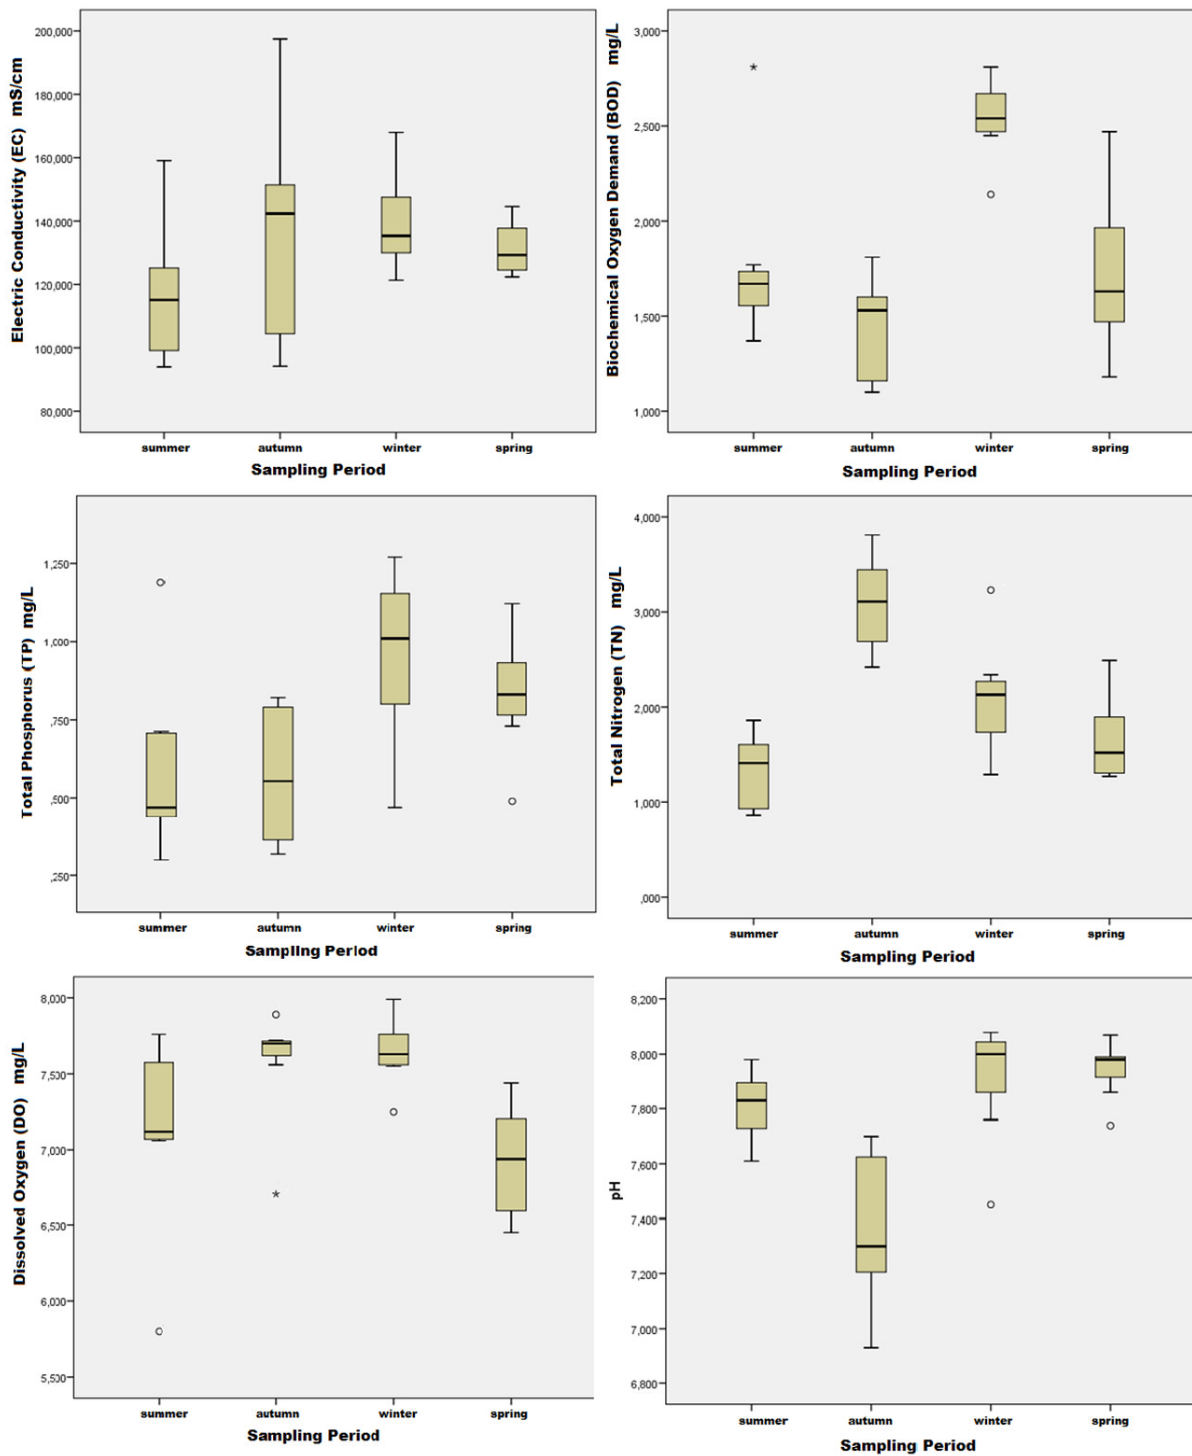 Electric Conductivity (EC) mS/cm
200,000
180,000
160,000
140,000
120,000
100,000
80,000
summer autumn winter spring
Sampling Period
Biochemical Oxygen Demand (BOD) mg/L
3,000
2,500
2,000
1,500
1,000
summer autumn winter spring
Sampling Period
Total Phosphorus (TP) mg/L
1,250
1,000
,750
,500
,250
summer autumn winter spring
Sampling Period
Total Nitrogen (TN) mg/L
4,000
3,000
2,000
1,000
,000
summer autumn winter spring
Sampling Period
Dissolved Oxygen (DO) mg/L
8,000
7,500
7,000
6,500
6,000
5,500
summer autumn winter spring
Sampling Period
pH
8,200
8,000
7,800
7,600
7,400
7,200
7,000
6,800
summer autumn winter spring
Sampling Period